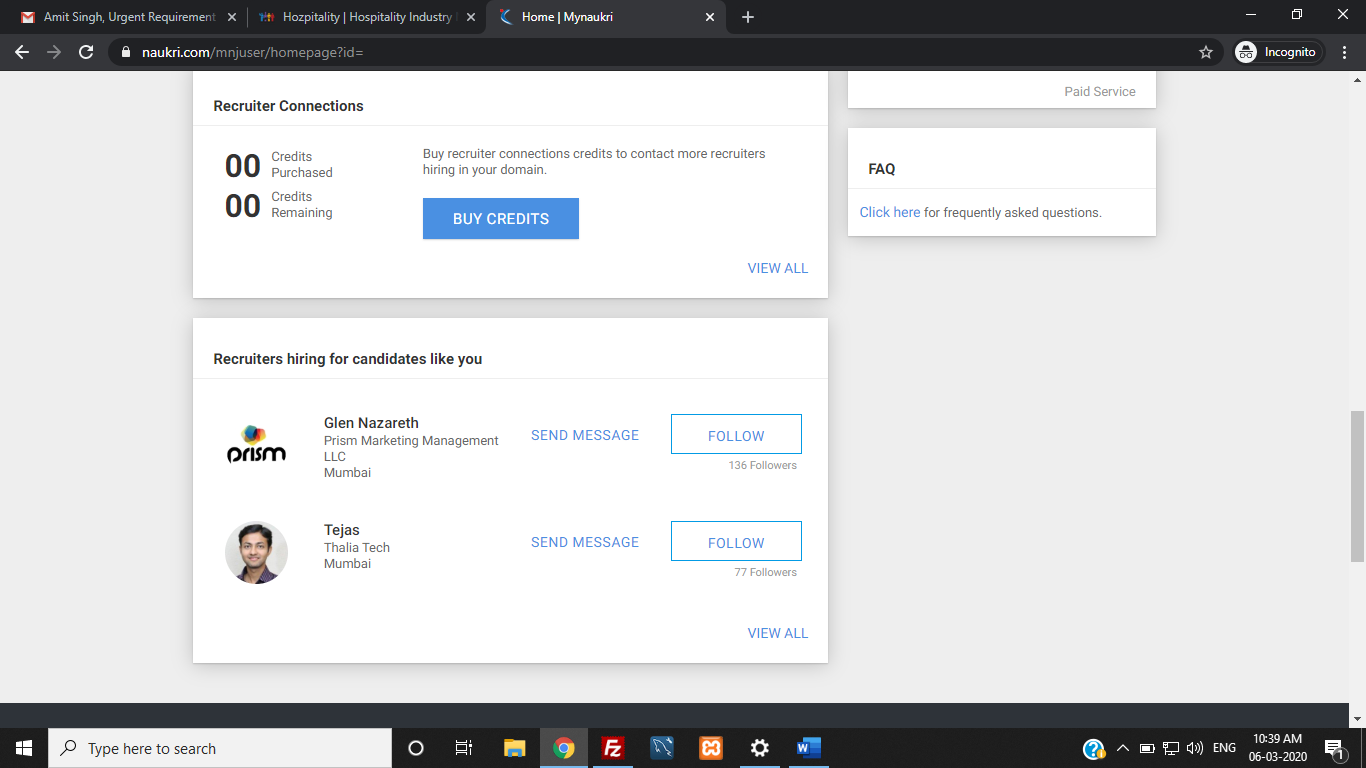 Amit Singh, Urgent Requirement
Hozpitality | Hospitality Industry
Home | Mynaukri
naukri.com/mnjuser/homepage?id=
Incognito
Recruiter Connections
00 Credits Purchased
00 Credits Remaining
Buy recruiter connections credits to contact more recruiters
hiring in your domain.
BUY CREDITS
VIEW ALL
Paid Service
FAQ
Click here for frequently asked questions.
Recruiters hiring for candidates like you
prism
Glen Nazareth
Prism Marketing Management
LLC
Mumbai
SEND MESSAGE
FOLLOW
136 Followers
Tejas
Thalia Tech
Mumbai
SEND MESSAGE
FOLLOW
77 Followers
VIEW ALL
Type here to search
Fz
W
ENG
10:39 AM
06-03-2020
1